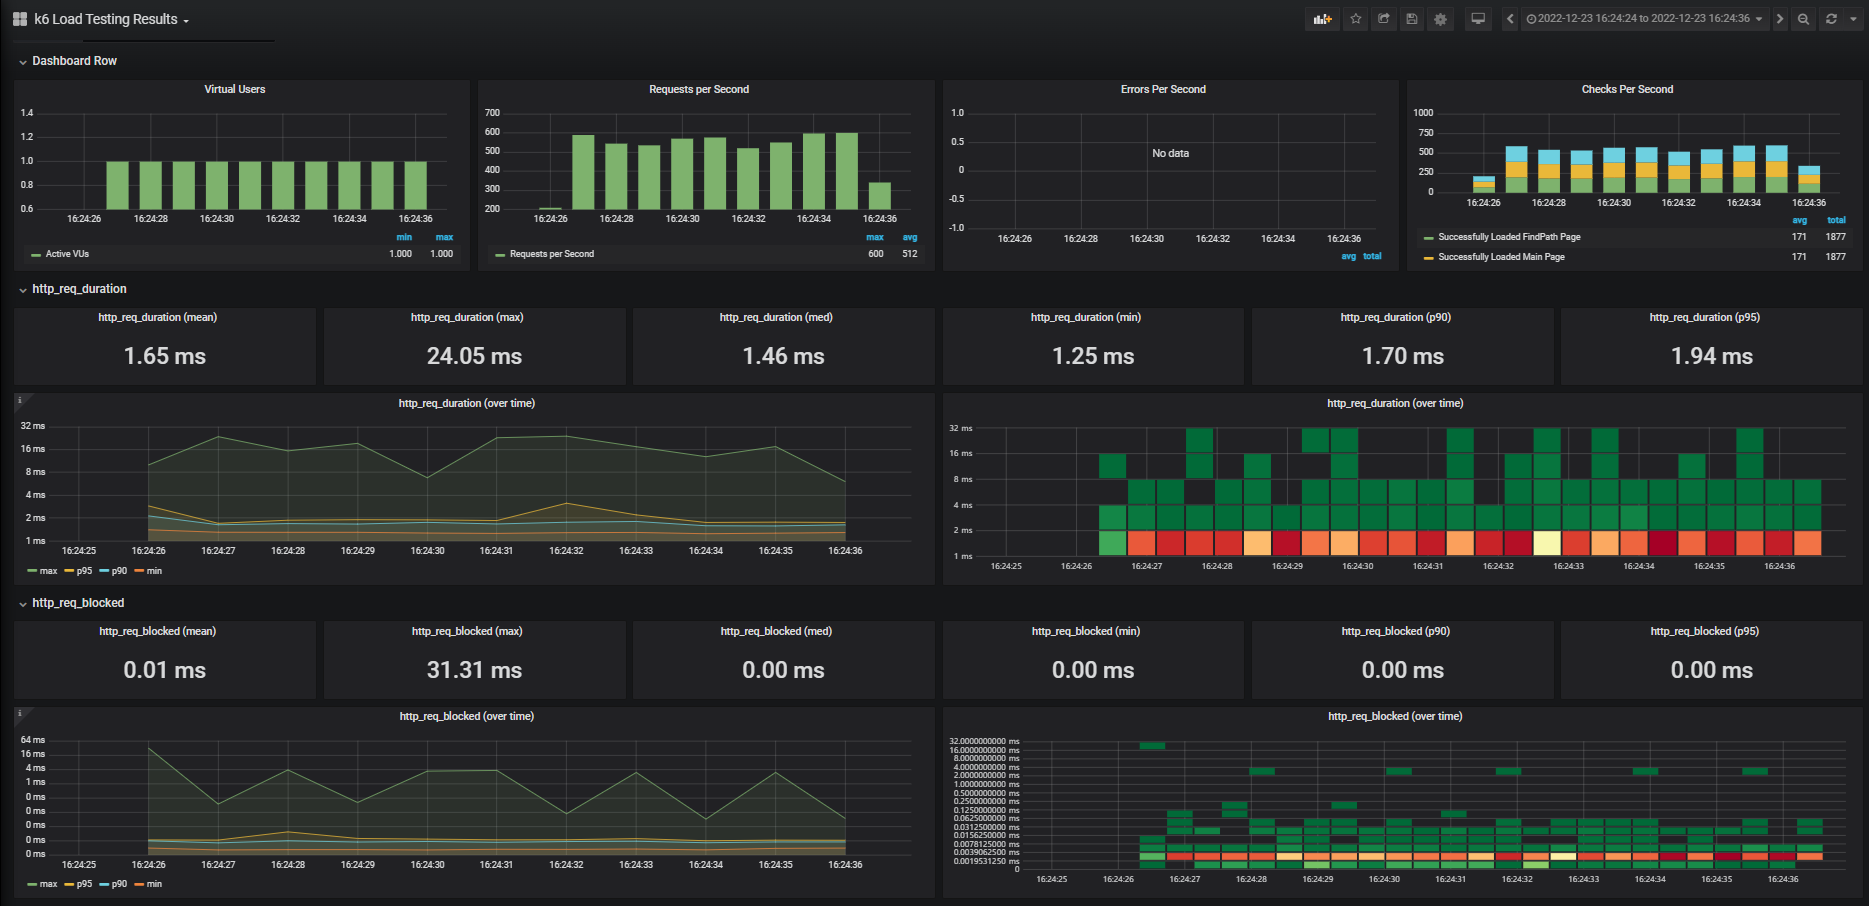 k6 Load Testing Results
2022-12-23 16:24:24 to 2022-12-23 16:24:36
Dashboard Row
Virtual Users
1.4
1.2
1.0
0.8
0.6
16:24:26 16:24:28 16:24:30 16:24:32 16:24:34 16:24:36
min max
Active VUs 1.000 1.000
Requests per Second
700
600
500
400
300
200
16:24:26 16:24:28 16:24:30 16:24:32 16:24:34 16:24:36
max avg
Requests per Second 600 512
Errors Per Second
1.0
0.5
0
-0.5
-1.0
No data
16:24:26 16:24:28 16:24:30 16:24:32 16:24:34 16:24:36
avg total
Checks Per Second
1000
750
500
250
0
16:24:26 16:24:28 16:24:30 16:24:32 16:24:34 16:24:36
avg total
Successfully Loaded FindPath Page 171 1877
Successfully Loaded Main Page 171 1877
http_req_duration
http_req_duration (mean)
1.65 ms
http_req_duration (max)
24.05 ms
http_req_duration (med)
1.46 ms
http_req_duration (min)
1.25 ms
http_req_duration (p90)
1.70 ms
http_req_duration (p95)
1.94 ms
i
http_req_duration (over time)
32 ms
16 ms
8 ms
4 ms
2 ms
1 ms
16:24:25 16:24:26 16:24:27 16:24:28 16:24:29 16:24:30 16:24:31 16:24:32 16:24:33 16:24:34 16:24:35 16:24:36
max p95 p90 min
http_req_duration (over time)
32 ms
16 ms
8 ms
4 ms
2 ms
1 ms
16:24:25 16:24:26 16:24:27 16:24:28 16:24:29 16:24:30 16:24:31 16:24:32 16:24:33 16:24:34 16:24:35 16:24:36
http_req_blocked
http_req_blocked (mean)
0.01 ms
http_req_blocked (max)
31.31 ms
http_req_blocked (med)
0.00 ms
http_req_blocked (min)
0.00 ms
http_req_blocked (p90)
0.00 ms
http_req_blocked (p95)
0.00 ms
i
http_req_blocked (over time)
64 ms
16 ms
4 ms
1 ms
0 ms
0 ms
0 ms
0 ms
0 ms
16:24:25 16:24:26 16:24:27 16:24:28 16:24:29 16:24:30 16:24:31 16:24:32 16:24:33 16:24:34 16:24:35 16:24:36
max p95 p90 min
http_req_blocked (over time)
32.0000000000 ms
16.0000000000 ms
8.0000000000 ms
4.0000000000 ms
2.0000000000 ms
1.0000000000 ms
0.5000000000 ms
0.2500000000 ms
0.1250000000 ms
0.0625000000 ms
0.0312500000 ms
0.0156250000 ms
0.0078125000 ms
0.0039062500 ms
0.0019531250 ms
0
16:24:25 16:24:26 16:24:27 16:24:28 16:24:29 16:24:30 16:24:31 16:24:32 16:24:33 16:24:34 16:24:35 16:24:36